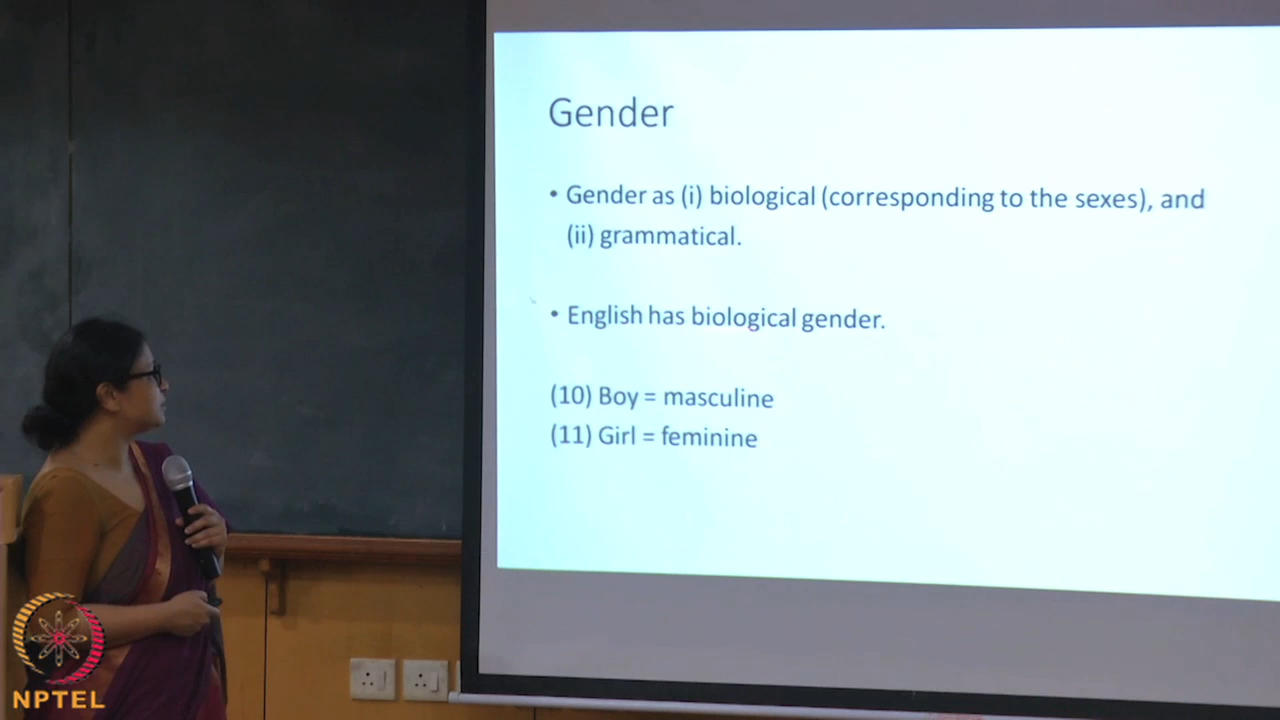 Gender
• Gender as (i) biological (corresponding to the sexes), and
(ii) grammatical.
• English has biological gender.
(10) Boy = masculine
(11) Girl = feminine
NPTEL